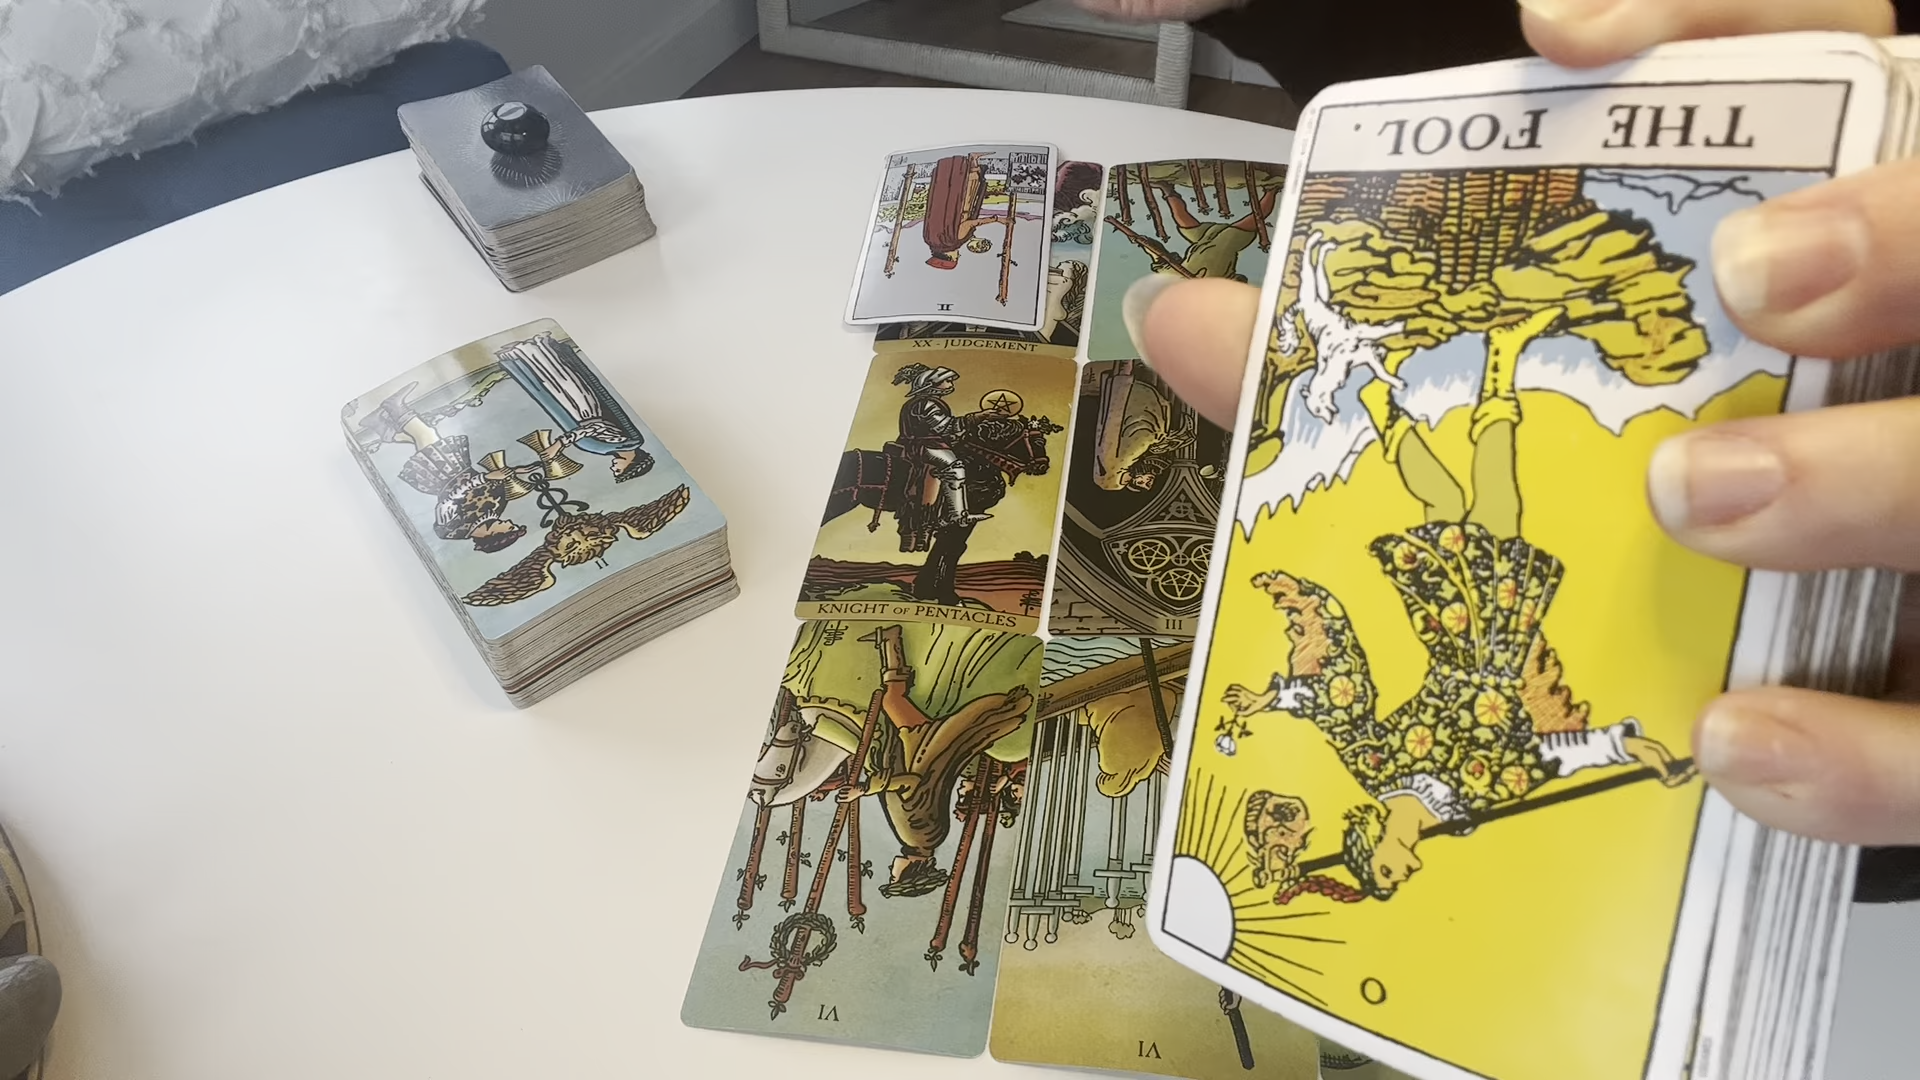 THE FOOL.
II
XX - JUDGEMENT
KNIGHT OF PENTACLES
III
II
VI
VI
0